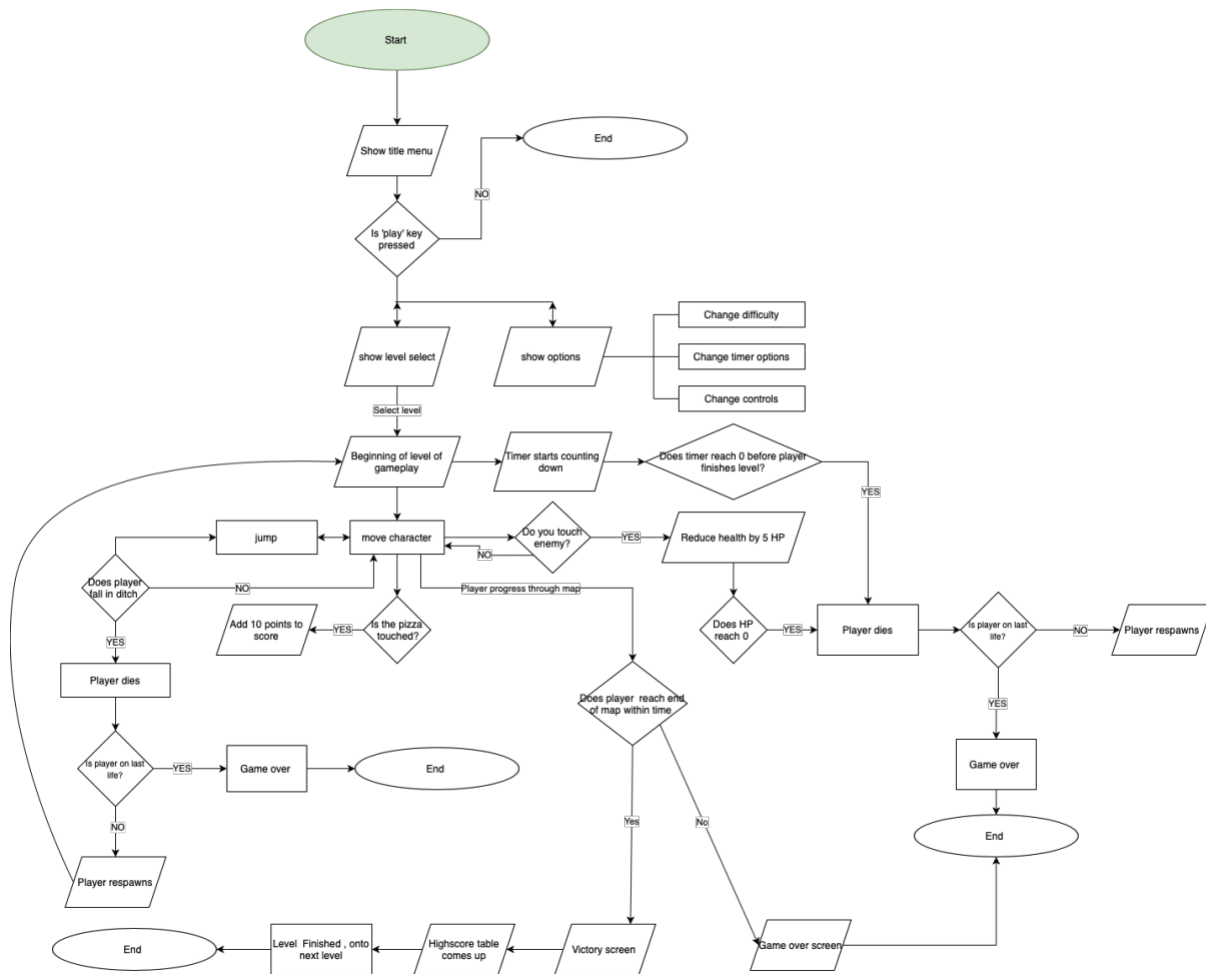 Start
End
Show title menu
NO
Is 'play' key
pressed
Change difficulty
show level select
show options
Change timer options
Change controls
Select level
Beginning of level of
gameplay
Timer starts counting
down
Does timer reach 0 before player
finishes level?
YES
jump
move character
Do you touch
enemy?
YES
Reduce health by 5 HP
NO
Does player
fall in ditch
NO
Player progress through map
Add 10 points to
score
YES
Is the pizza
touched?
Does HP
reach 0
YES
Player dies
Is player on last
life?
NO
Player respawns
YES
Player dies
Does player reach end
of map within time
YES
Is player on last
life?
YES
Game over
End
Game over
NO
Yes
No
End
Player respawns
End
Level Finished , onto
next level
Highscore table
comes up
Victory screen
Game over screen